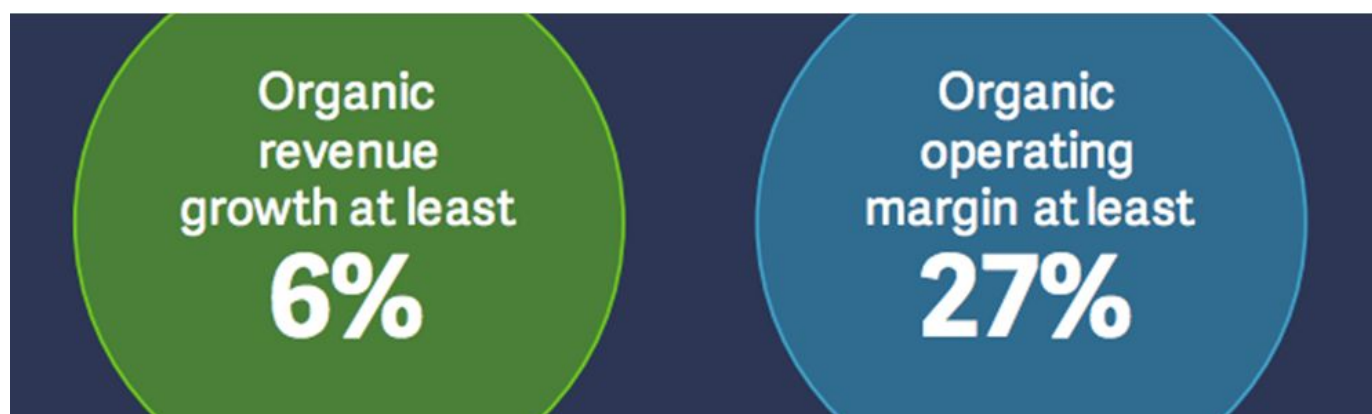 Organic
revenue
growth at least
6%
Organic
operating
margin at least
27%